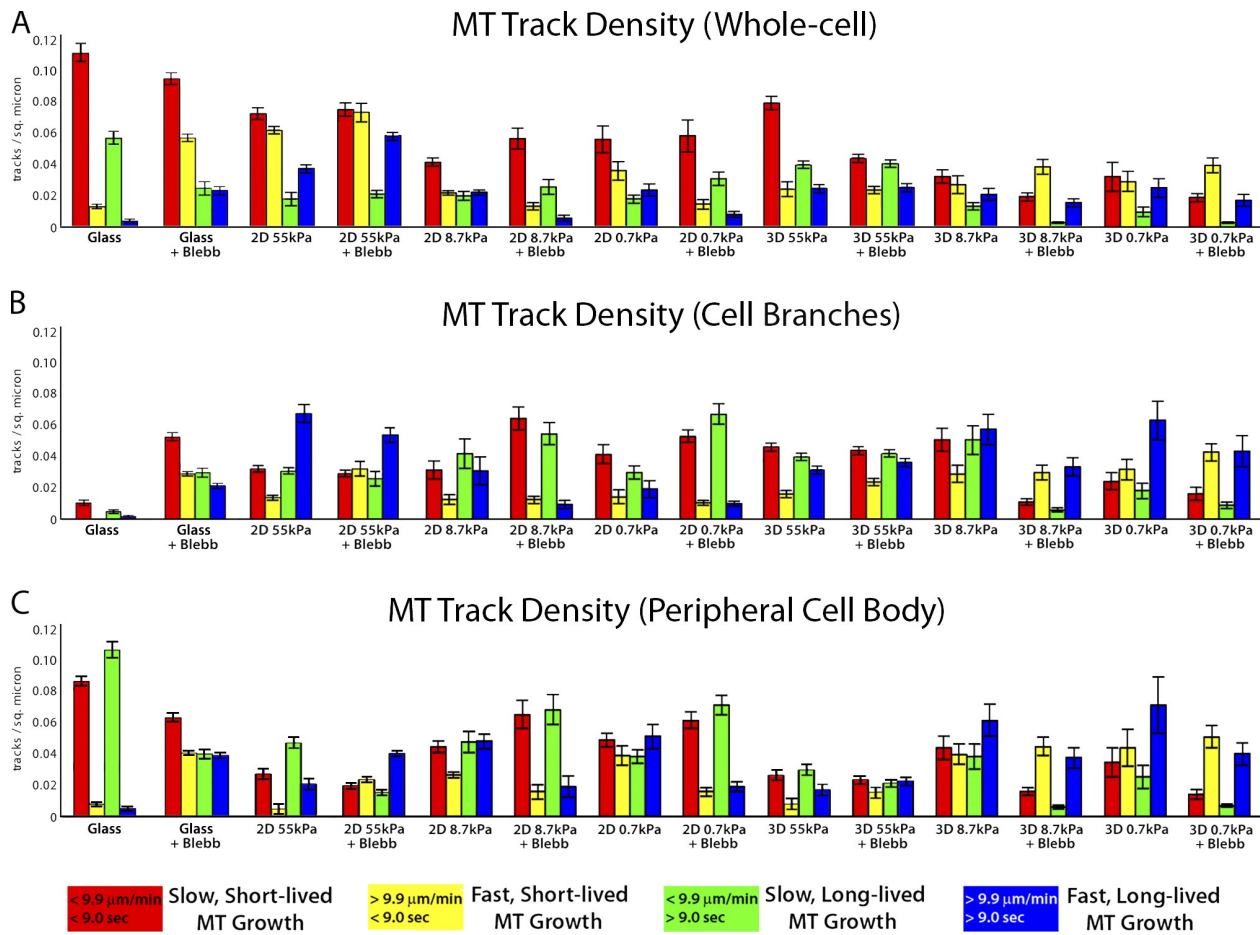 A
MT Track Density (Whole-cell)
tracks / sq. micron
0.12
0.10
0.08
0.06
0.04
0.02
0
Glass
Glass
+ Blebb
2D 55kPa
2D 55kPa
+ Blebb
2D 8.7kPa
2D 8.7kPa
+ Blebb
2D 0.7kPa
2D 0.7kPa
+ Blebb
3D 55kPa
3D 55kPa
+ Blebb
3D 8.7kPa
3D 8.7kPa
+ Blebb
3D 0.7kPa
3D 0.7kPa
+ Blebb
B
MT Track Density (Cell Branches)
tracks / sq. micron
0.12
0.10
0.08
0.06
0.04
0.02
0
Glass
Glass
+ Blebb
2D 55kPa
2D 55kPa
+ Blebb
2D 8.7kPa
2D 8.7kPa
+ Blebb
2D 0.7kPa
2D 0.7kPa
+ Blebb
3D 55kPa
3D 55kPa
+ Blebb
3D 8.7kPa
3D 8.7kPa
+ Blebb
3D 0.7kPa
3D 0.7kPa
+ Blebb
C
MT Track Density (Peripheral Cell Body)
tracks / sq. micron
0.12
0.10
0.08
0.06
0.04
0.02
0
Glass
Glass
+ Blebb
2D 55kPa
2D 55kPa
+ Blebb
2D 8.7kPa
2D 8.7kPa
+ Blebb
2D 0.7kPa
2D 0.7kPa
+ Blebb
3D 55kPa
3D 55kPa
+ Blebb
3D 8.7kPa
3D 8.7kPa
+ Blebb
3D 0.7kPa
3D 0.7kPa
+ Blebb
< 9.9 μm/min
< 9.0 sec
Slow, Short-lived
MT Growth
> 9.9 μm/min
< 9.0 sec
Fast, Short-lived
MT Growth
< 9.9 μm/min
> 9.0 sec
Slow, Long-lived
MT Growth
> 9.9 μm/min
> 9.0 sec
Fast, Long-lived
MT Growth